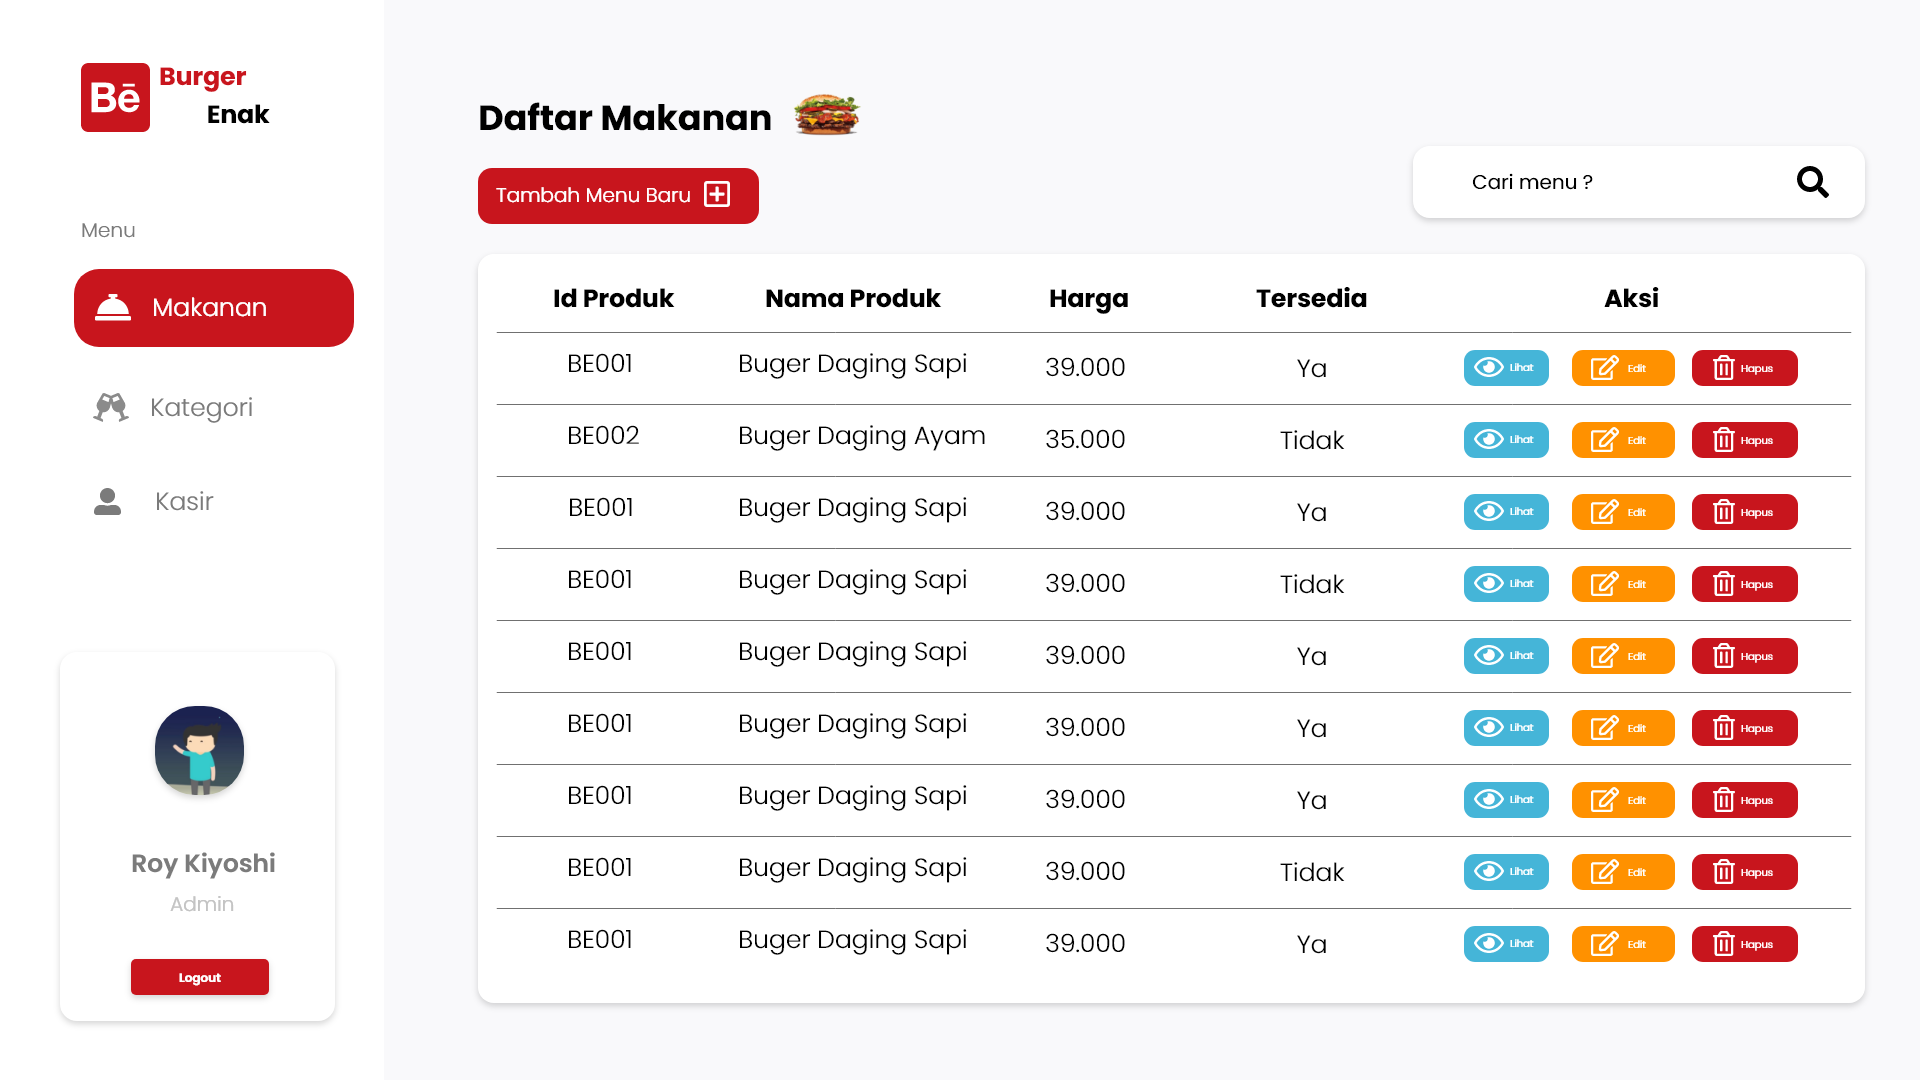 Bē Burger
Enak
Menu
Makanan
Kategori
Kasir
Roy Kiyoshi
Admin
Logout
Daftar Makanan
Tambah Menu Baru
Cari menu ?
Id Produk Nama Produk Harga Tersedia Aksi
BE001 Buger Daging Sapi 39.000 Ya Lihat Edit Hapus
BE002 Buger Daging Ayam 35.000 Tidak Lihat Edit Hapus
BE001 Buger Daging Sapi 39.000 Ya Lihat Edit Hapus
BE001 Buger Daging Sapi 39.000 Tidak Lihat Edit Hapus
BE001 Buger Daging Sapi 39.000 Ya Lihat Edit Hapus
BE001 Buger Daging Sapi 39.000 Ya Lihat Edit Hapus
BE001 Buger Daging Sapi 39.000 Ya Lihat Edit Hapus
BE001 Buger Daging Sapi 39.000 Tidak Lihat Edit Hapus
BE001 Buger Daging Sapi 39.000 Ya Lihat Edit Hapus